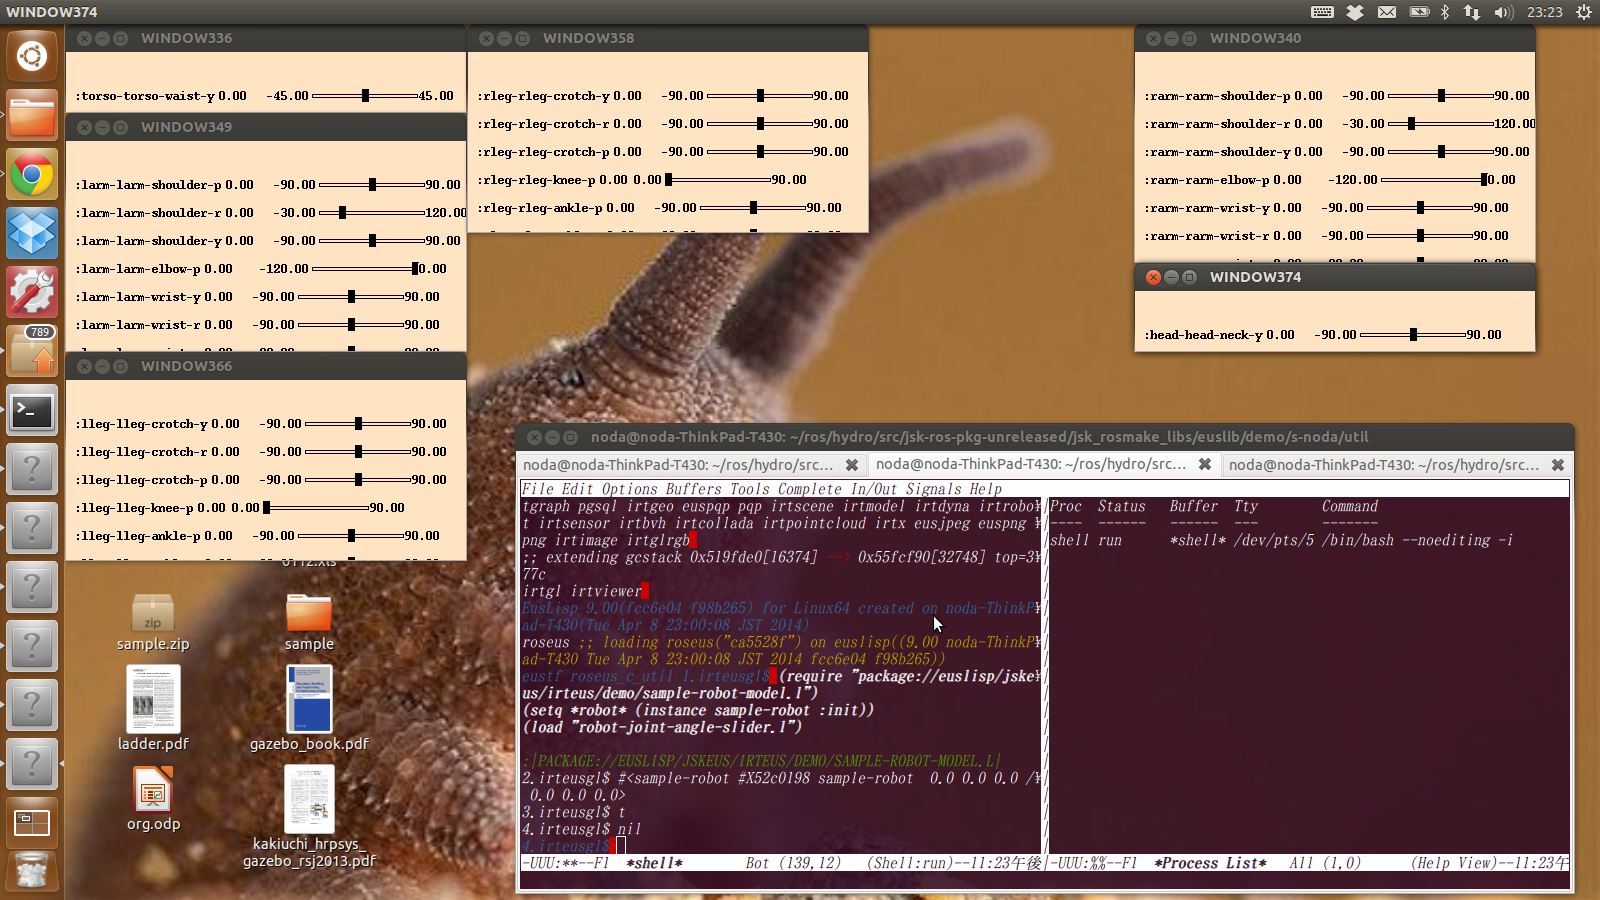 WINDOW374
23:23
WINDOW336
:torso-torso-waist-y 0.00 -45.00 45.00
WINDOW349
:larm-larm-shoulder-p 0.00 -90.00 90.00
:larm-larm-shoulder-r 0.00 -30.00 120.00
:larm-larm-shoulder-y 0.00 -90.00 90.00
:larm-larm-elbow-p 0.00 -120.00 0.00
:larm-larm-wrist-y 0.00 -90.00 90.00
:larm-larm-wrist-r 0.00 -90.00 90.00
WINDOW366
:lleg-lleg-crotch-y 0.00 -90.00 90.00
:lleg-lleg-crotch-r 0.00 -90.00 90.00
:lleg-lleg-crotch-p 0.00 -90.00 90.00
:lleg-lleg-knee-p 0.00 0.00 90.00
:lleg-lleg-ankle-p 0.00 -90.00 90.00
WINDOW358
:rleg-rleg-crotch-y 0.00 -90.00 90.00
:rleg-rleg-crotch-r 0.00 -90.00 90.00
:rleg-rleg-crotch-p 0.00 -90.00 90.00
:rleg-rleg-knee-p 0.00 0.00 90.00
:rleg-rleg-ankle-p 0.00 -90.00 90.00
WINDOW340
:rarm-rarm-shoulder-p 0.00 -90.00 90.00
:rarm-rarm-shoulder-r 0.00 -30.00 120.00
:rarm-rarm-shoulder-y 0.00 -90.00 90.00
:rarm-rarm-elbow-p 0.00 -120.00 0.00
:rarm-rarm-wrist-y 0.00 -90.00 90.00
:rarm-rarm-wrist-r 0.00 -90.00 90.00
WINDOW374
:head-head-neck-y 0.00 -90.00 90.00
789
0112.xls
zip
sample.zip
sample
ladder.pdf
gazebo_book.pdf
org.odp
kakiuchi_hrpsys_
gazebo_rsj2013.pdf
noda@noda-ThinkPad-T430: ~/ros/hydro/src/jsk-ros-pkg-unreleased/jsk_rosmake_libs/euslib/demo/s-noda/util
noda@noda-ThinkPad-T430: ~/ros/hydro/src... noda@noda-ThinkPad-T430: ~/ros/hydro/src... noda@noda-ThinkPad-T430: ~/ros/hydro/src...
File Edit Options Buffers Tools Complete In/Out Signals Help
tgraph pgsql irtgeo euspqp pqp irtscene irtmodel irtdyna irtrobo¥
t irtsensor irtbvh irtcollada irtpointcloud irtx eusjpeg euspng ¥
png irtimage irtglrgb
;; extending gcstack 0x519fde0[16374] --> 0x55fcf90[32748] top=3¥
77c
irtgl irtviewer
EusLisp 9.00(fcc6e04 f98b265) for Linux64 created on noda-ThinkP¥
ad-T430(Tue Apr 8 23:00:08 JST 2014)
roseus ;; loading roseus("ca5528f") on euslisp((9.00 noda-ThinkP¥
ad-T430 Tue Apr 8 23:00:08 JST 2014 fcc6e04 f98b265))
eustf roseus_c_util 1.irteusgl$ (require "package://euslisp/jske¥
us/irteus/demo/sample-robot-model.l")
(setq *robot* (instance sample-robot :init))
(load "robot-joint-angle-slider.l")
:|PACKAGE://EUSLISP/JSKEUS/IRTEUS/DEMO/SAMPLE-ROBOT-MODEL.L|
2.irteusgl$ #<sample-robot #X52c0198 sample-robot 0.0 0.0 0.0 /¥
0.0 0.0 0.0>
3.irteusgl$ t
4.irteusgl$ nil
4.irteusgl$
-UUU:**--F1 *shell* Bot (139,12) (Shell:run)--11:23午後
Proc Status Buffer Tty Command
---- ------ ------ --- -------
shell run *shell* /dev/pts/5 /bin/bash --noediting -i
-UUU:%%--F1 *Process List* All (1,0) (Help View)--11:23午